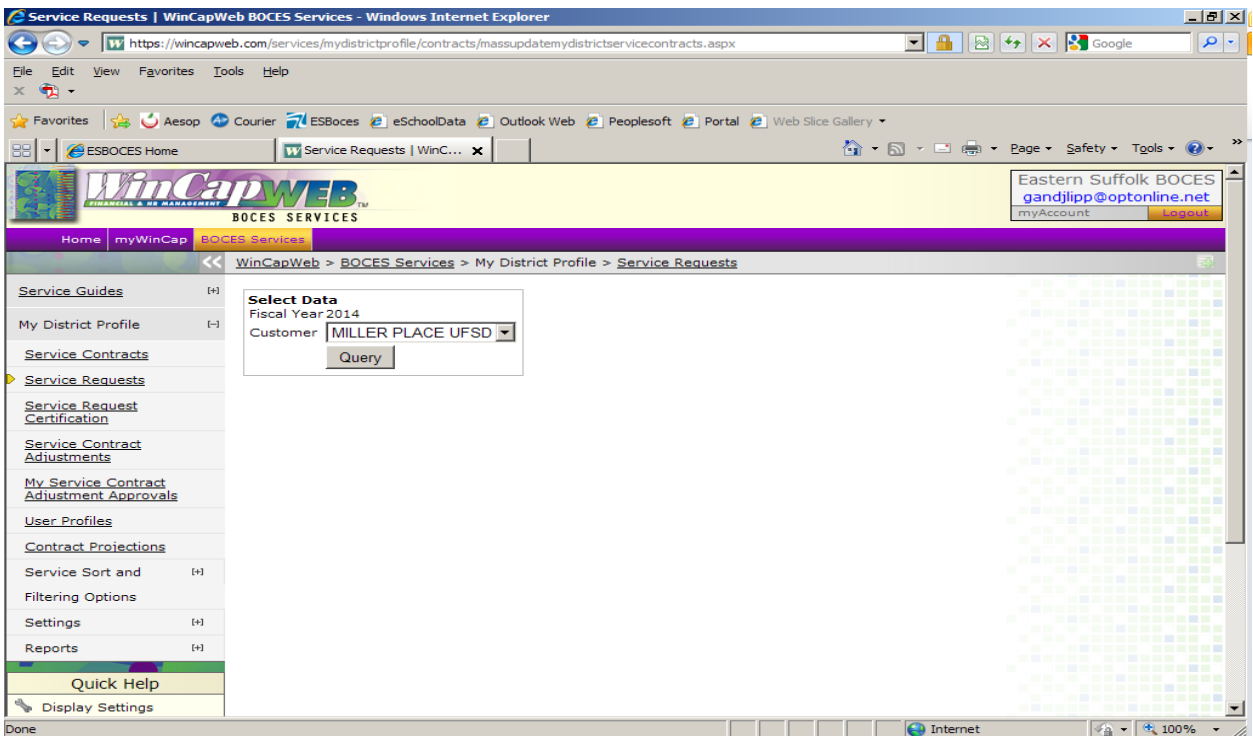 Service Requests | WinCapWeb BOCES Services - Windows Internet Explorer
https://wincapweb.com/services/mydistrictprofile/contracts/massupdatemydistrictservicecontracts.aspx
Google
File Edit View Favorites Tools Help
x
Favorites Aesop Courier ESBoces eSchoolData Outlook Web Peoplesoft Portal Web Slice Gallery
ESBOCES Home
Service Requests | WinC... x
Page Safety Tools »
WinCapWEB TM
FINANCIAL & HR MANAGEMENT
BOCES SERVICES
Eastern Suffolk BOCES
gandjlipp@optonline.net
myAccount Logout
Home myWinCap BOCES Services
<< WinCapWeb > BOCES Services > My District Profile > Service Requests
Service Guides [+]
My District Profile [-]
Service Contracts
Service Requests
Service Request
Certification
Service Contract
Adjustments
My Service Contract
Adjustment Approvals
User Profiles
Contract Projections
Service Sort and [+]
Filtering Options
Settings [+]
Reports [+]
Quick Help
Display Settings
Select Data
Fiscal Year 2014
Customer MILLER PLACE UFSD
Query
Done
Internet
100%